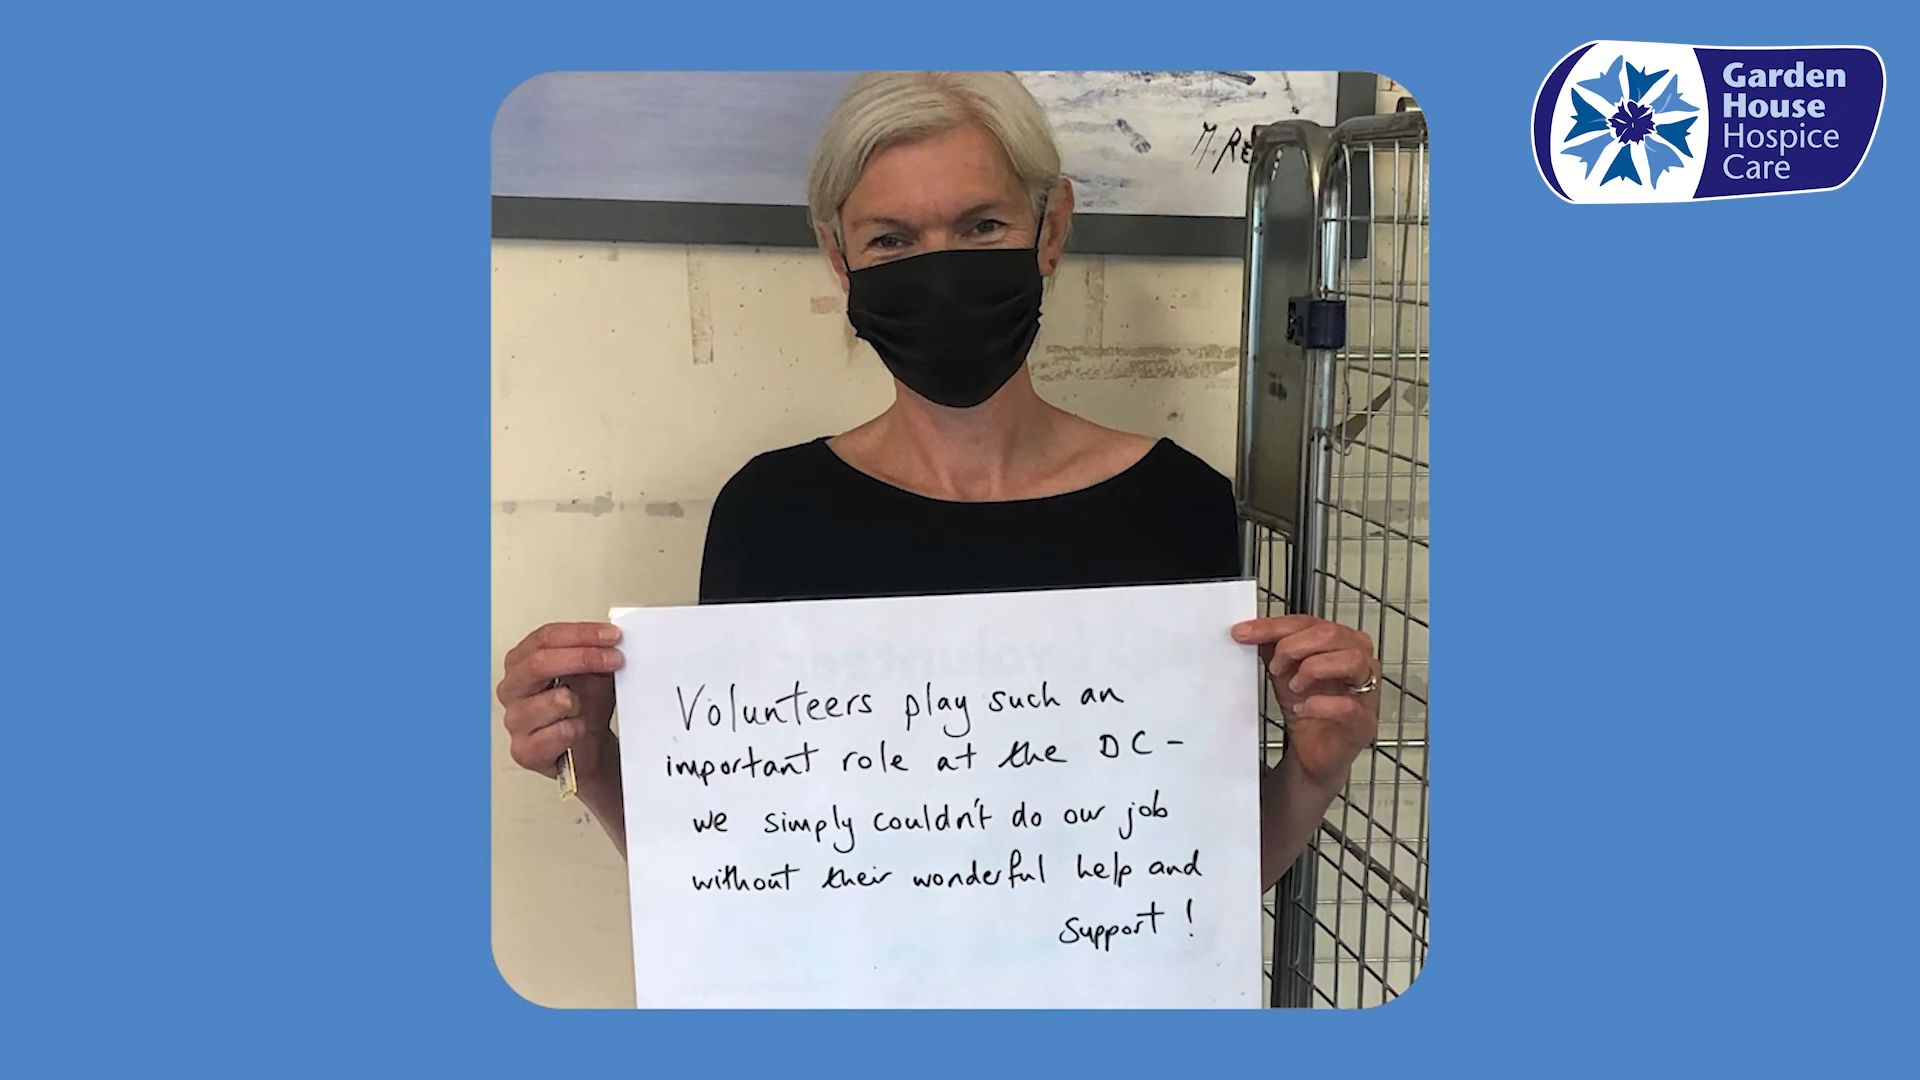 Garden
House
Hospice
Care
Volunteers play such an
important role at the DC -
we simply couldn't do our job
without their wonderful help and
Support!